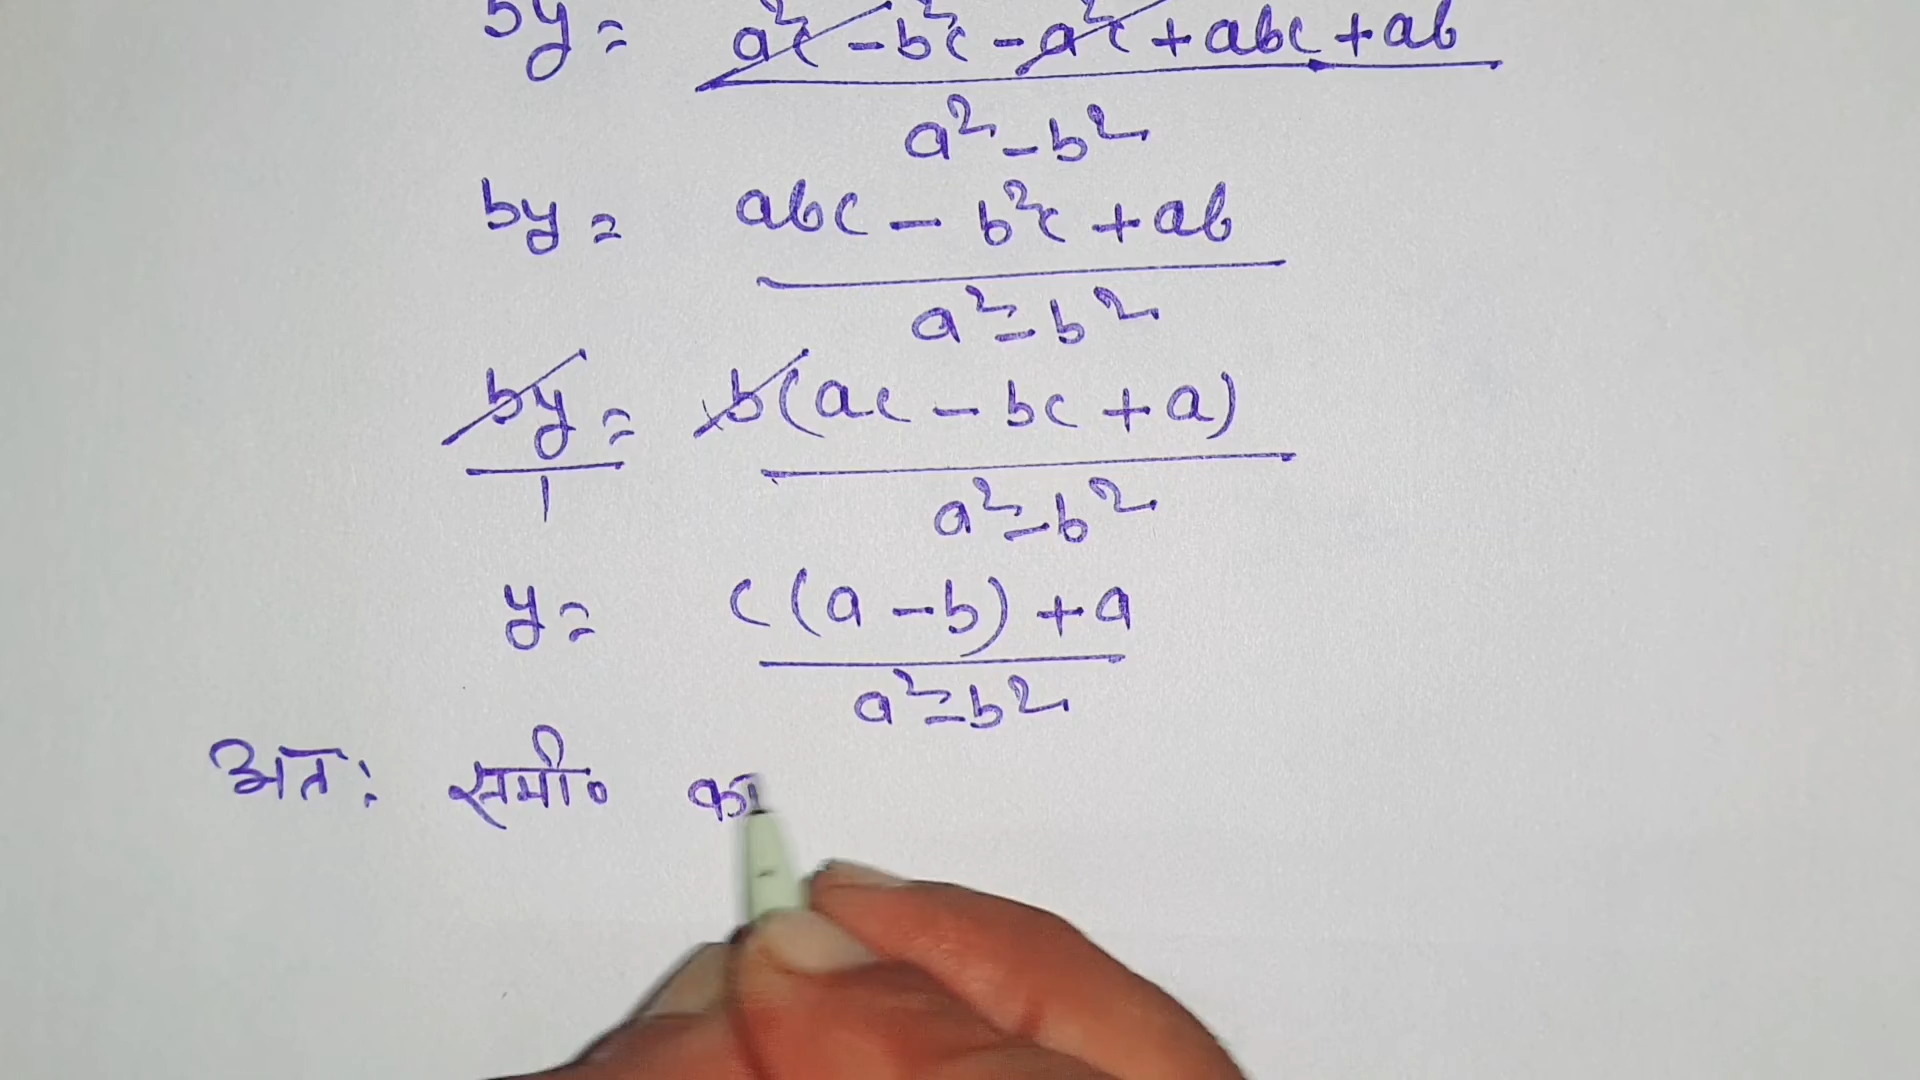 by = a²c - b²c - a²c + abc + ab
a² - b²
by = abc - b²c + ab
a² - b²
by = b(ac - bc + a)
1 a² - b²
y = c(a - b) + a
a² - b²
अतः समी० का